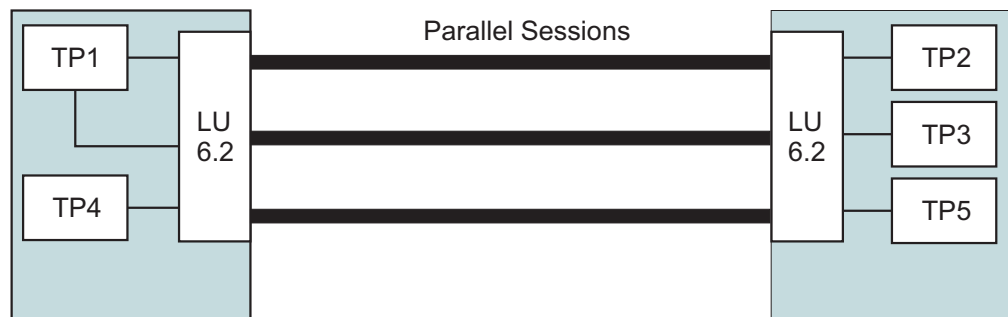 Parallel Sessions
TP1
TP4
LU
6.2
LU
6.2
TP2
TP3
TP5